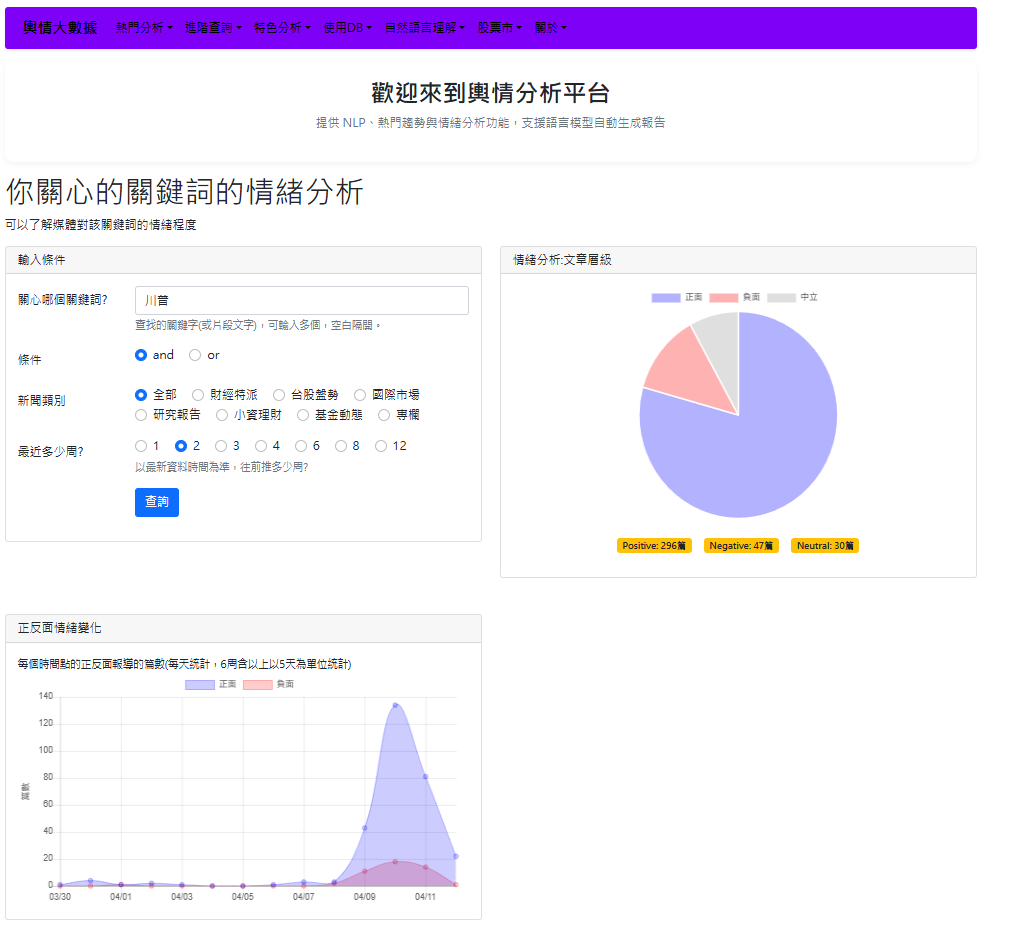 輿情大數據 熱門分析 進階查詢 特色分析 使用DB 自然語言理解 股票市 關於
歡迎來到輿情分析平台
提供 NLP、熱門趨勢與情緒分析功能，支援語言模型自動生成報告
你關心的關鍵詞的情緒分析
可以了解媒體對該關鍵詞的情緒程度
輸入條件
關心哪個關鍵詞?
川普
查找的關鍵字(或片段文字)，可輸入多個，空白隔開。
條件
and or
新聞類別
全部 財經特派 台股盤勢 國際市場
研究報告 小資理財 基金動態 專欄
最近多少周?
1 2 3 4 6 8 12
以最新資料時間為準，往前推多少周?
查詢
情緒分析:文章層級
正面 負面 中立
Positive: 296篇 Negative: 47篇 Neutral: 30篇
正反面情緒變化
每個時間點的正反面報導的篇數(每天統計，6周含以上以5天為單位統計)
正面 負面
篇數
140
120
100
80
60
40
20
0
03/30 04/01 04/03 04/05 04/07 04/09 04/11